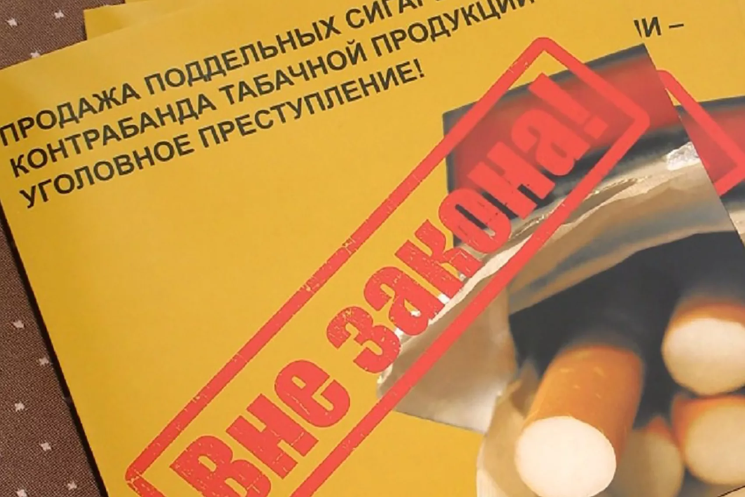 ПРОДАЖА ПОДДЕЛЬНЫХ
КОНТРАБАНДА ТАБАЧНОЙ ПРОДУКЦИИ
УГОЛОВНОЕ ПРЕСТУПЛЕНИЕ!
Вне закона!